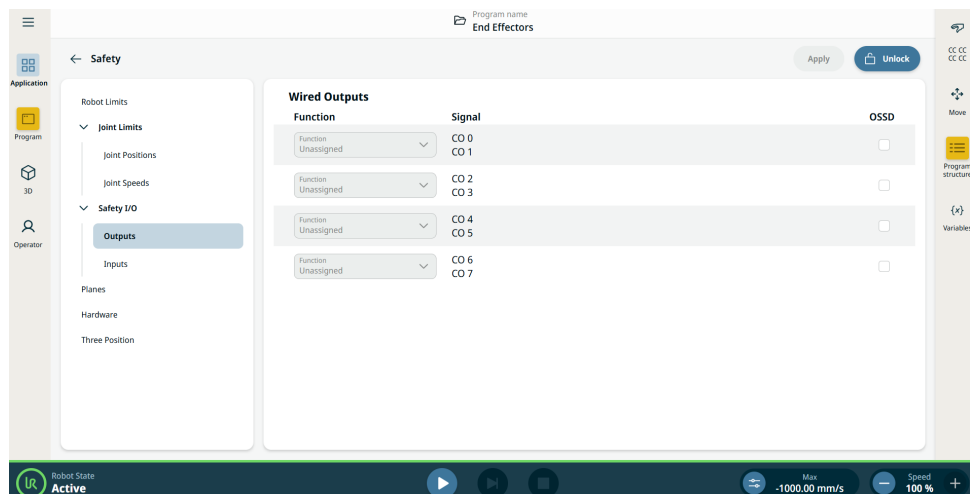 Program name
End Effectors
Application
Program
3D
Operator
Safety
Apply
Unlock
Robot Limits
Joint Limits
Joint Positions
Joint Speeds
Safety I/O
Outputs
Inputs
Planes
Hardware
Three Position
Wired Outputs
Function
Signal
OSSD
Function
Unassigned
CO 0
CO 1
Function
Unassigned
CO 2
CO 3
Function
Unassigned
CO 4
CO 5
Function
Unassigned
CO 6
CO 7
CC CC
CC CC
Move
Program
structure
{x}
Variables
UR
Robot State
Active
Max
-1000.00 mm/s
Speed
100 %